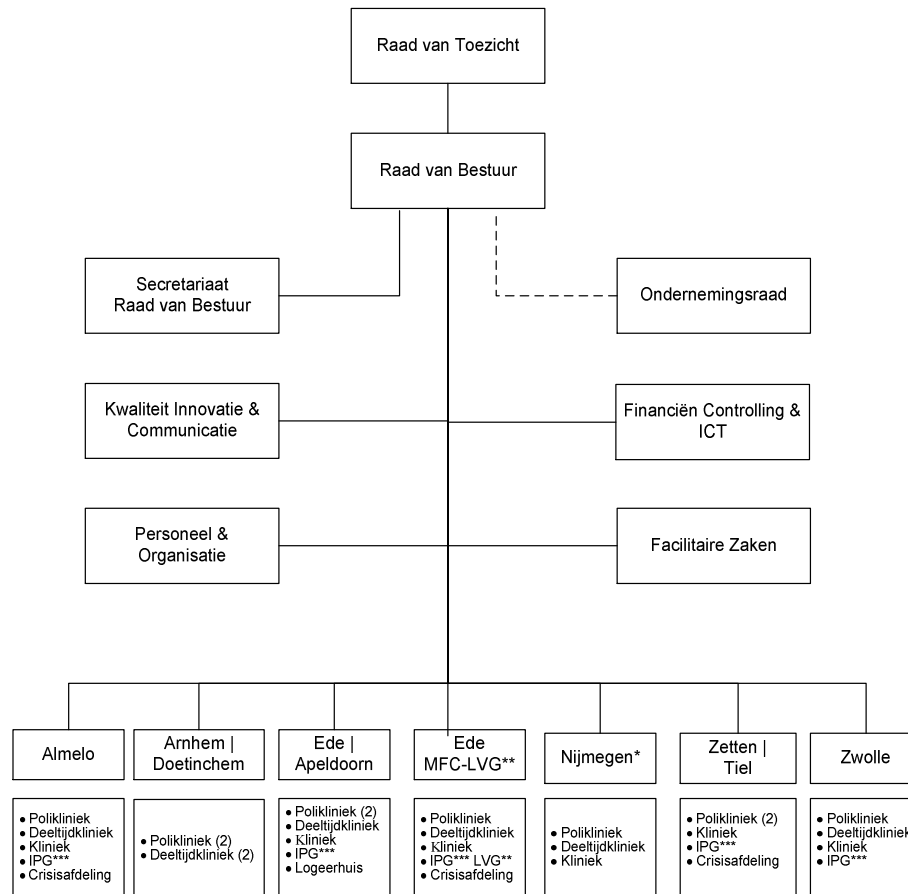 Raad van Toezicht
Raad van Bestuur
Secretariaat
Raad van Bestuur
Ondernemingsraad
Kwaliteit Innovatie &
Communicatie
Financiën Controlling &
ICT
Personeel &
Organisatie
Facilitaire Zaken
Almelo
Arnhem |
Doetinchem
Ede |
Apeldoorn
Ede
MFC-LVG**
Nijmegen*
Zetten |
Tiel
Zwolle
● Polikliniek
● Deeltijdkliniek
● Kliniek
● IPG***
● Crisisafdeling
● Polikliniek (2)
● Deeltijdkliniek (2)
● Polikliniek (2)
● Deeltijdkliniek
● Kliniek
● IPG***
● Logeerhuis
● Polikliniek
● Deeltijdkliniek
● Kliniek
● IPG*** LVG**
● Crisisafdeling
● Polikliniek
● Deeltijdkliniek
● Kliniek
● Polikliniek (2)
● Kliniek
● IPG***
● Crisisafdeling
● Polikliniek
● Deeltijdkliniek
● Kliniek
● IPG***